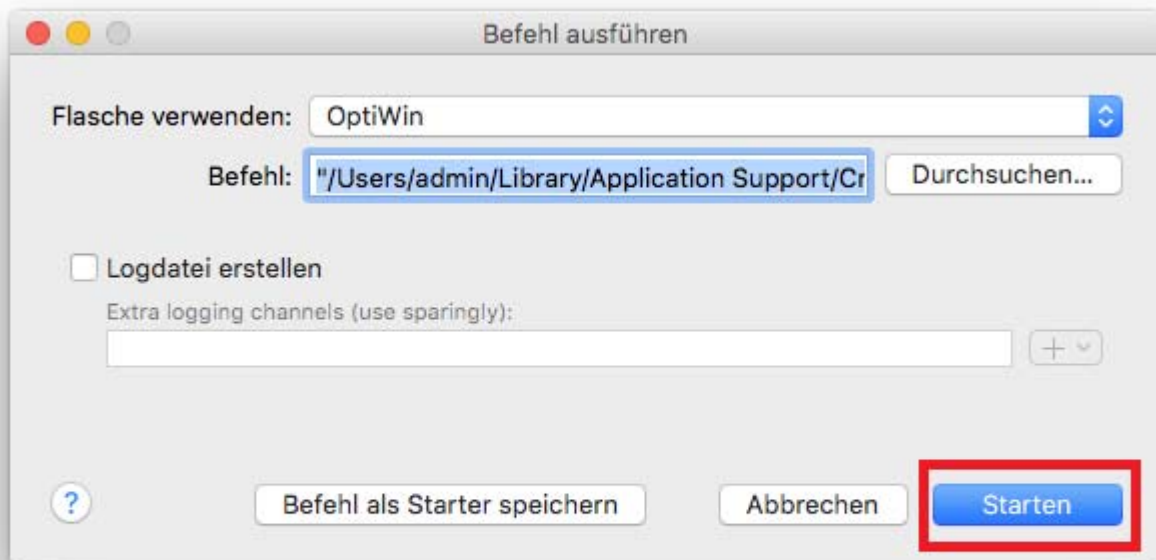 Befehl ausführen
Flasche verwenden: OptiWin
Befehl: "/Users/admin/Library/Application Support/Cr Durchsuchen...
Logdatei erstellen
Extra logging channels (use sparingly):
?
Befehl als Starter speichern Abbrechen Starten